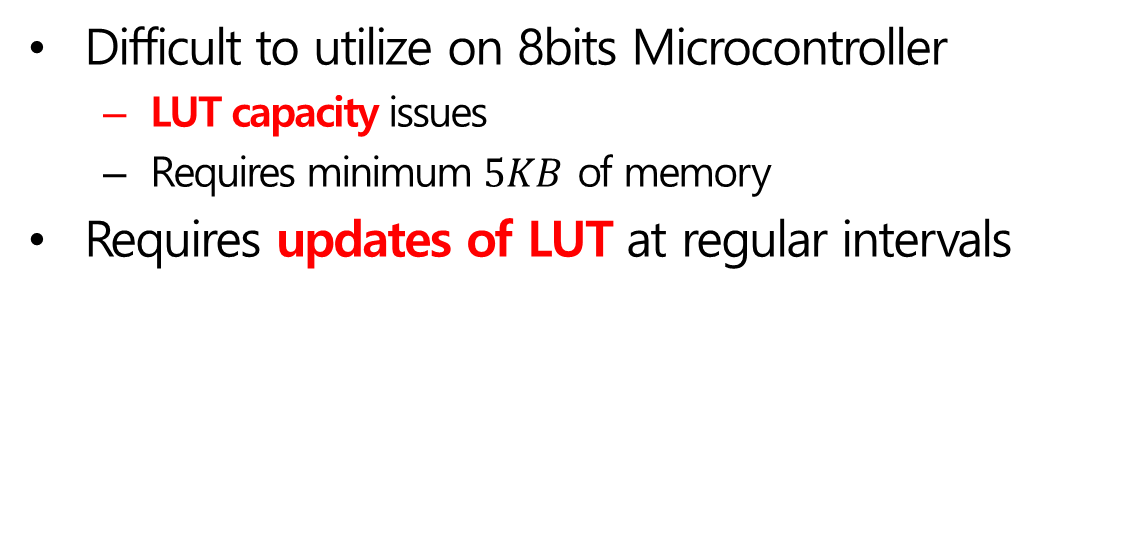 • Difficult to utilize on 8bits Microcontroller
– LUT capacity issues
– Requires minimum 5KB of memory
• Requires updates of LUT at regular intervals